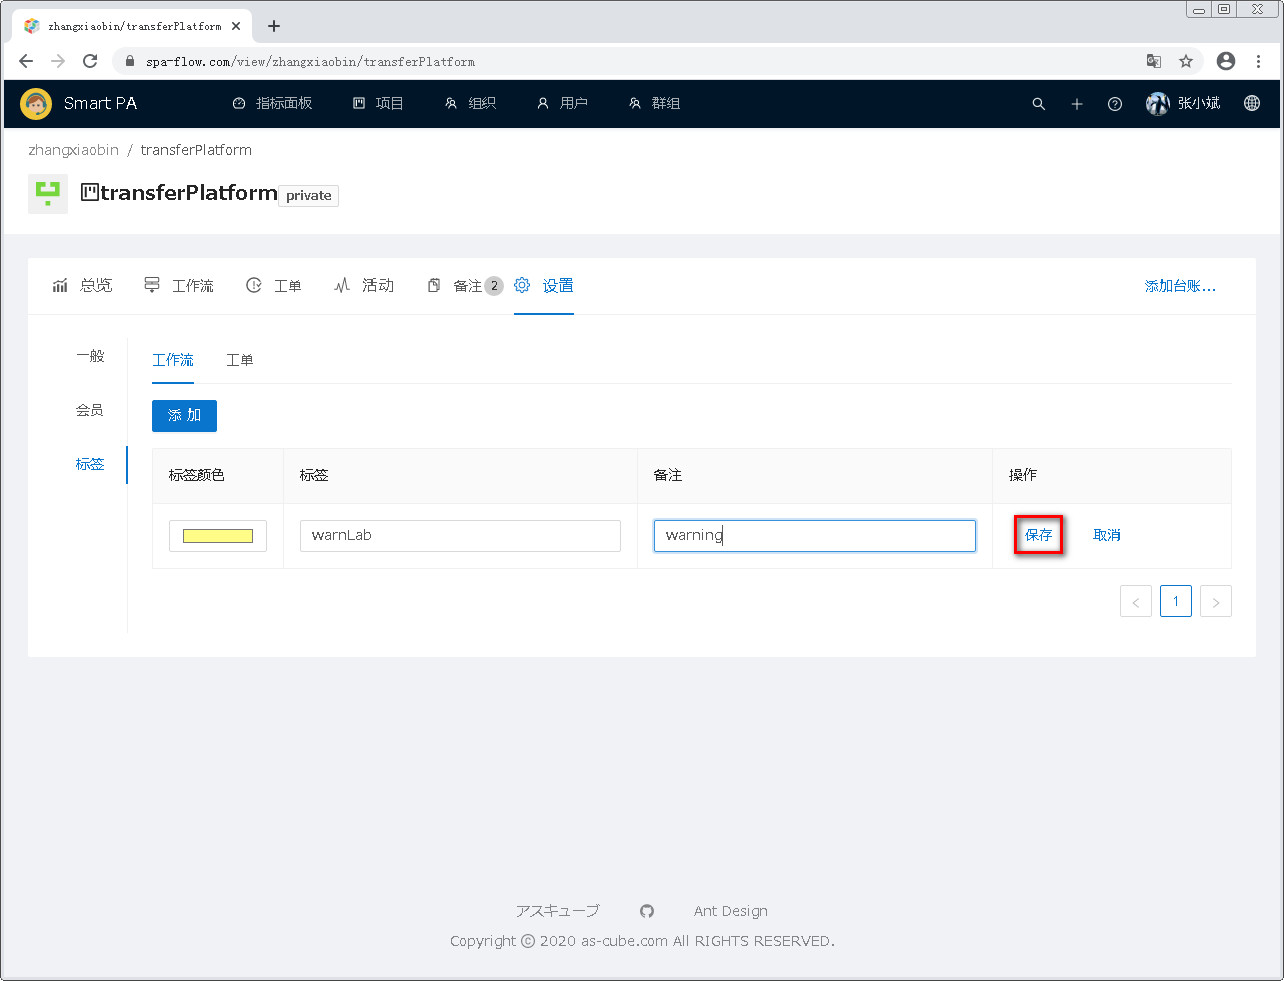 zhangxiaobin/transferPlatform
spa-flow.com/view/zhangxiaobin/transferPlatform
Smart PA 指标面板 项目 组织 用户 群组 张小斌
zhangxiaobin / transferPlatform
transferPlatform private
总览 工作流 工单 活动 备注 2 设置 添加台账...
一般 工作流 工单
会员 添 加
标签
标签颜色 标签 备注 操作
warnLab warning 保存 取消
< 1 >
アスキューブ Ant Design
Copyright © 2020 as-cube.com All RIGHTS RESERVED.